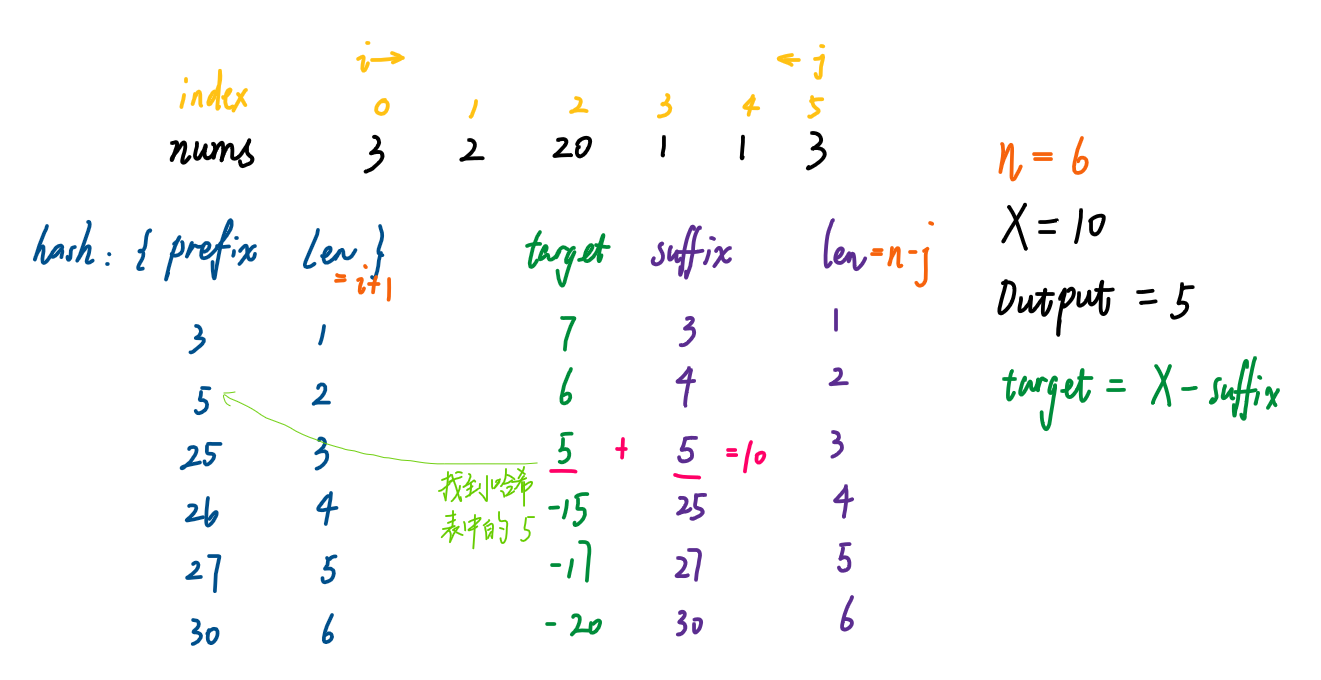 i→ ←j
index 0 1 2 3 4 5
nums 3 2 20 1 1 3
n = 6
X = 10
hash: { prefix len } target suffix len =n-j
= i+1
Output = 5
3 1 7 3 1
5 2 6 4 2
target = X - suffix
25 3 5 + 5 =10 3
找到哈希
表中的 5
26 4 -15 25 4
27 5 -17 27 5
30 6 -20 30 6